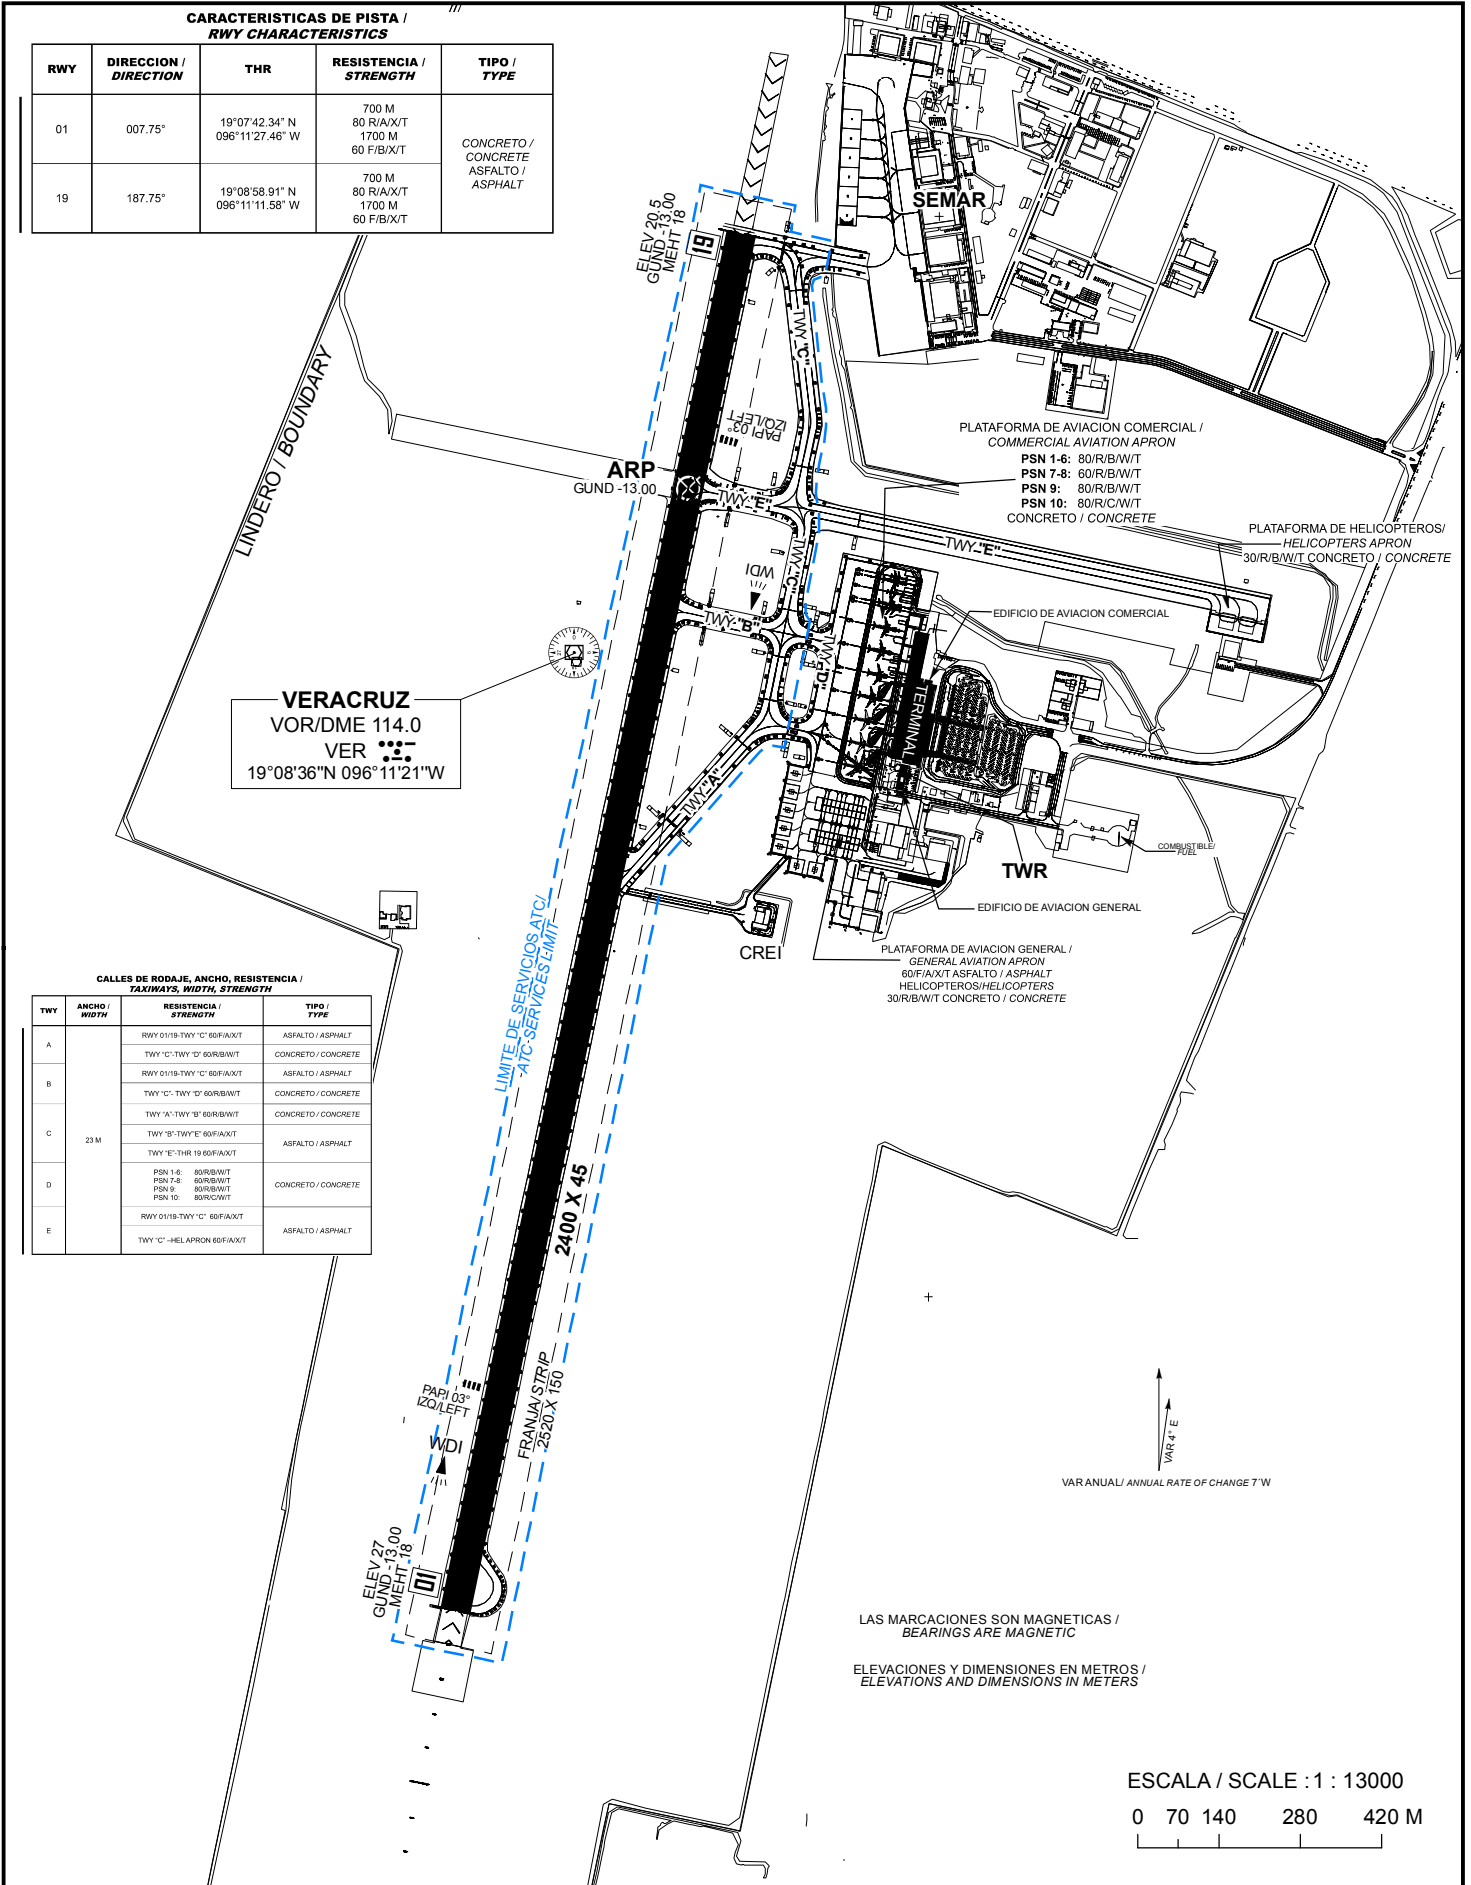 CARACTERISTICAS DE PISTA /
RWY CHARACTERISTICS
RWY
DIRECCION /
DIRECTION
THR
RESISTENCIA /
STRENGTH
TIPO /
TYPE
01
007.75°
19°07'42.34" N
096°11'27.46" W
700 M
80 R/A/X/T
1700 M
60 F/B/X/T
CONCRETO /
CONCRETE
ASFALTO /
ASPHALT
19
187.75°
19°08'58.91" N
096°11'11.58" W
700 M
80 R/A/X/T
1700 M
60 F/B/X/T
SEMAR
ELEV 20.5
GUND -13.00
MEHT 18
19
TWY "C"
LINDERO / BOUNDARY
PAPI 03°
IZQ/LEFT
ARP
GUND -13.00
TWY "E"
PLATAFORMA DE AVIACION COMERCIAL /
COMMERCIAL AVIATION APRON
PSN 1-6: 80/R/B/W/T
PSN 7-8: 60/R/B/W/T
PSN 9: 80/R/B/W/T
PSN 10: 80/R/C/W/T
CONCRETO / CONCRETE
PLATAFORMA DE HELICOPTEROS/
HELICOPTERS APRON
30/R/B/W/T CONCRETO / CONCRETE
TWY "E"
TWY "C"
WDI
TWY "B"
TWY "D"
EDIFICIO DE AVIACION COMERCIAL
TERMINAL
VERACRUZ
VOR/DME 114.0
VER
19°08'36"N 096°11'21"W
TWY "A"
COMBUSTIBLE/
FUEL
TWR
EDIFICIO DE AVIACION GENERAL
CREI
PLATAFORMA DE AVIACION GENERAL /
GENERAL AVIATION APRON
60/F/A/X/T ASFALTO / ASPHALT
HELICOPTEROS/HELICOPTERS
30/R/B/W/T CONCRETO / CONCRETE
LIMITE DE SERVICIOS ATC/
ATC SERVICES LIMIT
CALLES DE RODAJE, ANCHO, RESISTENCIA /
TAXIWAYS, WIDTH, STRENGTH
TWY
ANCHO /
WIDTH
RESISTENCIA /
STRENGTH
TIPO /
TYPE
A
23 M
RWY 01/19-TWY "C" 60/F/A/X/T
ASFALTO / ASPHALT
TWY "C"-TWY "D" 60/R/B/W/T
CONCRETO / CONCRETE
B
RWY 01/19-TWY "C" 60/F/A/X/T
ASFALTO / ASPHALT
TWY "C"- TWY "D" 60/R/B/W/T
CONCRETO / CONCRETE
C
TWY "A"-TWY "B" 60/R/B/W/T
CONCRETO / CONCRETE
TWY "B"-TWY"E" 60/F/A/X/T
ASFALTO / ASPHALT
TWY "E"-THR 19 60/F/A/X/T
D
PSN 1-6: 80/R/B/W/T
PSN 7-8: 60/R/B/W/T
PSN 9: 80/R/B/W/T
PSN 10: 80/R/C/W/T
CONCRETO / CONCRETE
E
RWY 01/19-TWY "C" 60/F/A/X/T
ASFALTO / ASPHALT
TWY "C" –HEL APRON 60/F/A/X/T
2400 X 45
FRANJA/STRIP
2520 X 150
PAPI 03°
IZQ/LEFT
WDI
ELEV 27
GUND -13.00
MEHT 18
01
VAR 4° E
VAR ANUAL/ ANNUAL RATE OF CHANGE 7'W
LAS MARCACIONES SON MAGNETICAS /
BEARINGS ARE MAGNETIC
ELEVACIONES Y DIMENSIONES EN METROS /
ELEVATIONS AND DIMENSIONS IN METERS
ESCALA / SCALE : 1 : 13000
0 70 140 280 420 M